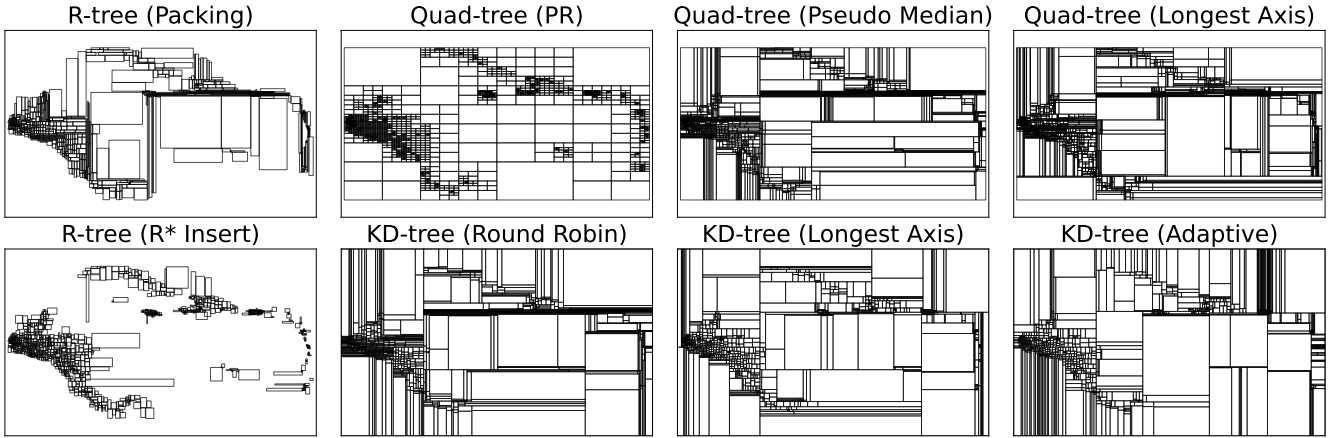 R-tree (Packing)
Quad-tree (PR)
Quad-tree (Pseudo Median)
Quad-tree (Longest Axis)
R-tree (R* Insert)
KD-tree (Round Robin)
KD-tree (Longest Axis)
KD-tree (Adaptive)